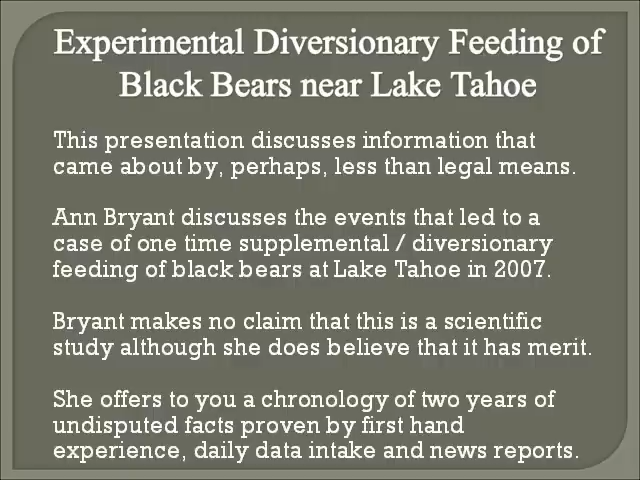 Experimental Diversionary Feeding of
Black Bears near Lake Tahoe
This presentation discusses information that
came about by, perhaps, less than legal means.
Ann Bryant discusses the events that led to a
case of one time supplemental / diversionary
feeding of black bears at Lake Tahoe in 2007.
Bryant makes no claim that this is a scientific
study although she does believe that it has merit.
She offers to you a chronology of two years of
undisputed facts proven by first hand
experience, daily data intake and news reports.